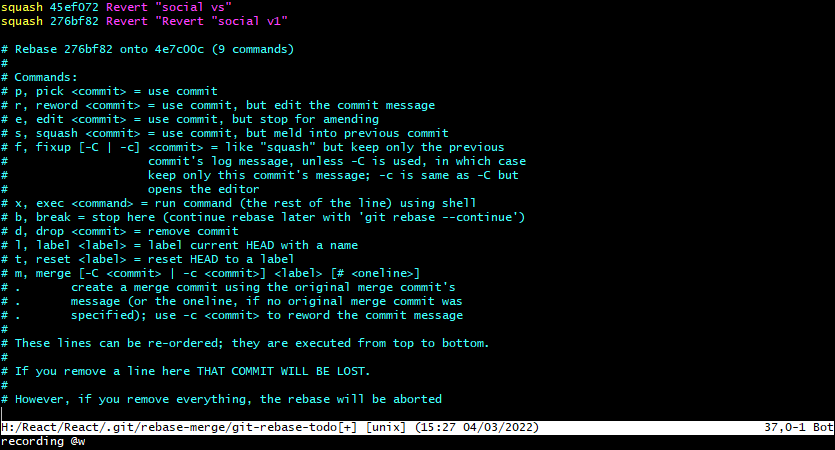 squash 45ef072 Revert "social vs"
squash 276bf82 Revert "Revert "social v1"

# Rebase 276bf82 onto 4e7c00c (9 commands)
#
# Commands:
# p, pick <commit> = use commit
# r, reword <commit> = use commit, but edit the commit message
# e, edit <commit> = use commit, but stop for amending
# s, squash <commit> = use commit, but meld into previous commit
# f, fixup [-C | -c] <commit> = like "squash" but keep only the previous
#                    commit's log message, unless -C is used, in which case
#                    keep only this commit's message; -c is same as -C but
#                    opens the editor
# x, exec <command> = run command (the rest of the line) using shell
# b, break = stop here (continue rebase later with 'git rebase --continue')
# d, drop <commit> = remove commit
# l, label <label> = label current HEAD with a name
# t, reset <label> = reset HEAD to a label
# m, merge [-C <commit> | -c <commit>] <label> [# <oneline>]
# .       create a merge commit using the original merge commit's
# .       message (or the oneline, if no original merge commit was
# .       specified); use -c <commit> to reword the commit message
#
# These lines can be re-ordered; they are executed from top to bottom.
#
# If you remove a line here THAT COMMIT WILL BE LOST.
#
# However, if you remove everything, the rebase will be aborted
H:/React/React/.git/rebase-merge/git-rebase-todo[+] [unix] (15:27 04/03/2022) 37,0-1 Bot
recording @w